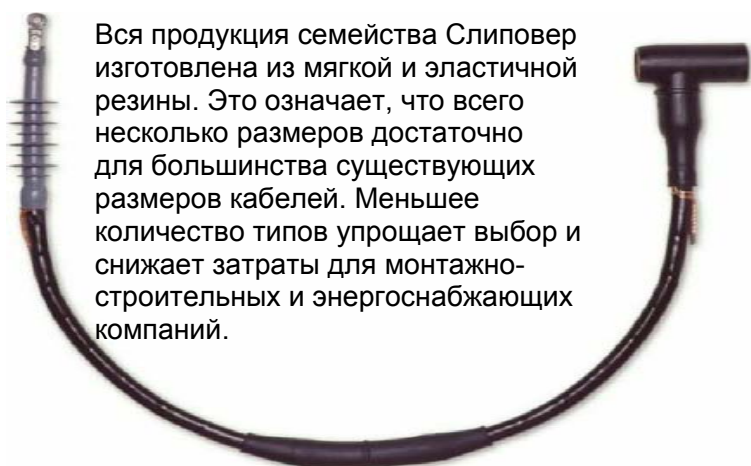 Вся продукция семейства Слиповер
изготовлена из мягкой и эластичной
резины. Это означает, что всего
несколько размеров достаточно
для большинства существующих
размеров кабелей. Меньшее
количество типов упрощает выбор и
снижает затраты для монтажно-
строительных и энергоснабжающих
компаний.